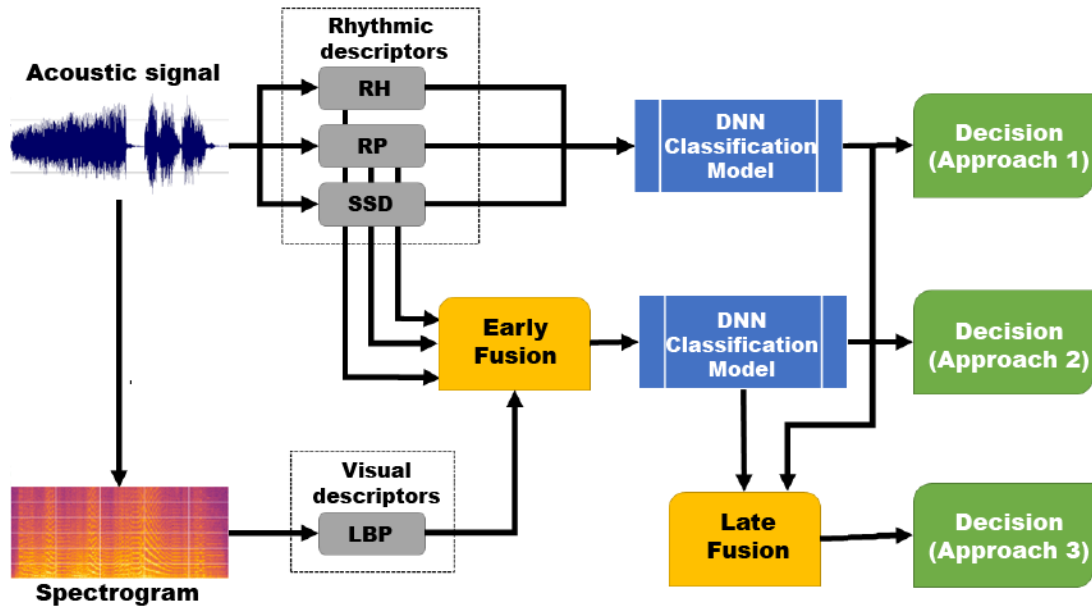 Rhythmic
descriptors
Acoustic signal
RH
RP
SSD
DNN
Classification
Model
Decision
(Approach 1)
Early
Fusion
DNN
Classification
Model
Decision
(Approach 2)
Visual
descriptors
LBP
Spectrogram
Late
Fusion
Decision
(Approach 3)